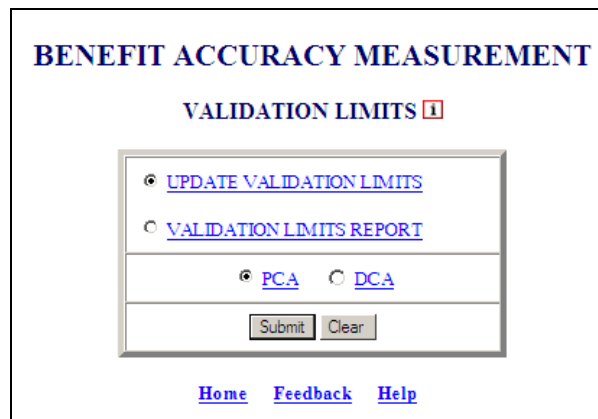 BENEFIT ACCURACY MEASUREMENT
VALIDATION LIMITS i
UPDATE VALIDATION LIMITS
VALIDATION LIMITS REPORT
PCA DCA
Submit Clear
Home Feedback Help